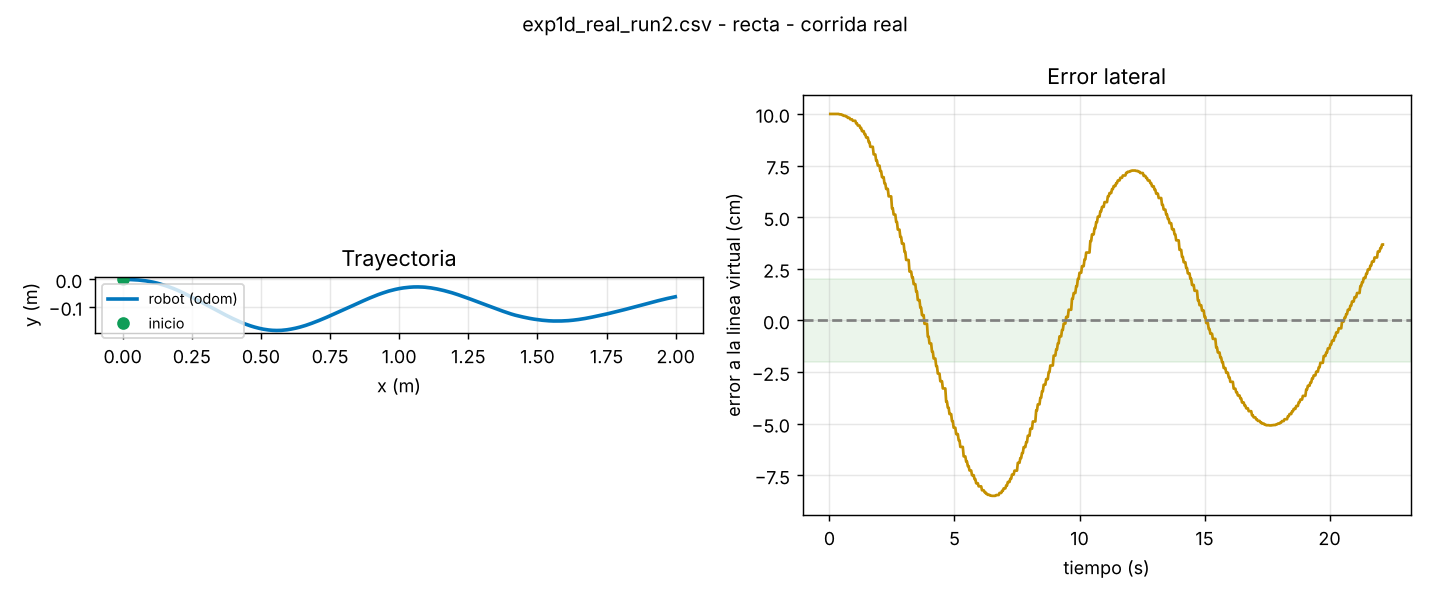 exp1d_real_run2.csv - recta - corrida real
Trayectoria
y (m)
0.0
−0.1
robot (odom)
inicio
0.00 0.25 0.50 0.75 1.00 1.25 1.50 1.75 2.00
x (m)
Error lateral
error a la linea virtual (cm)
10.0
7.5
5.0
2.5
0.0
−2.5
−5.0
−7.5
0 5 10 15 20
tiempo (s)